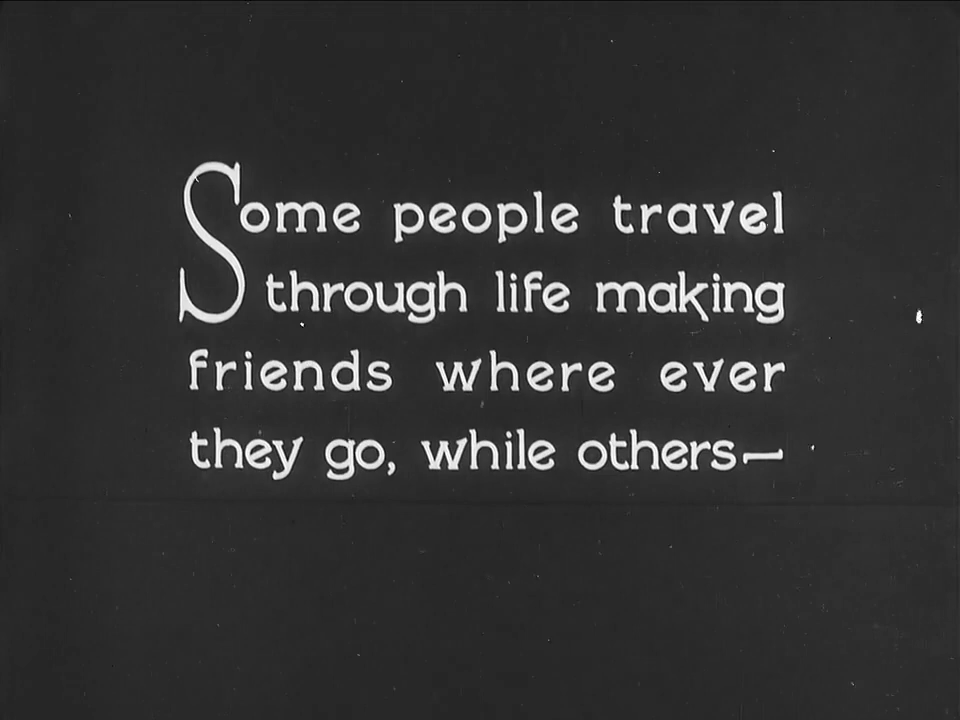 Some people travel
through life making
friends where ever
they go, while others—